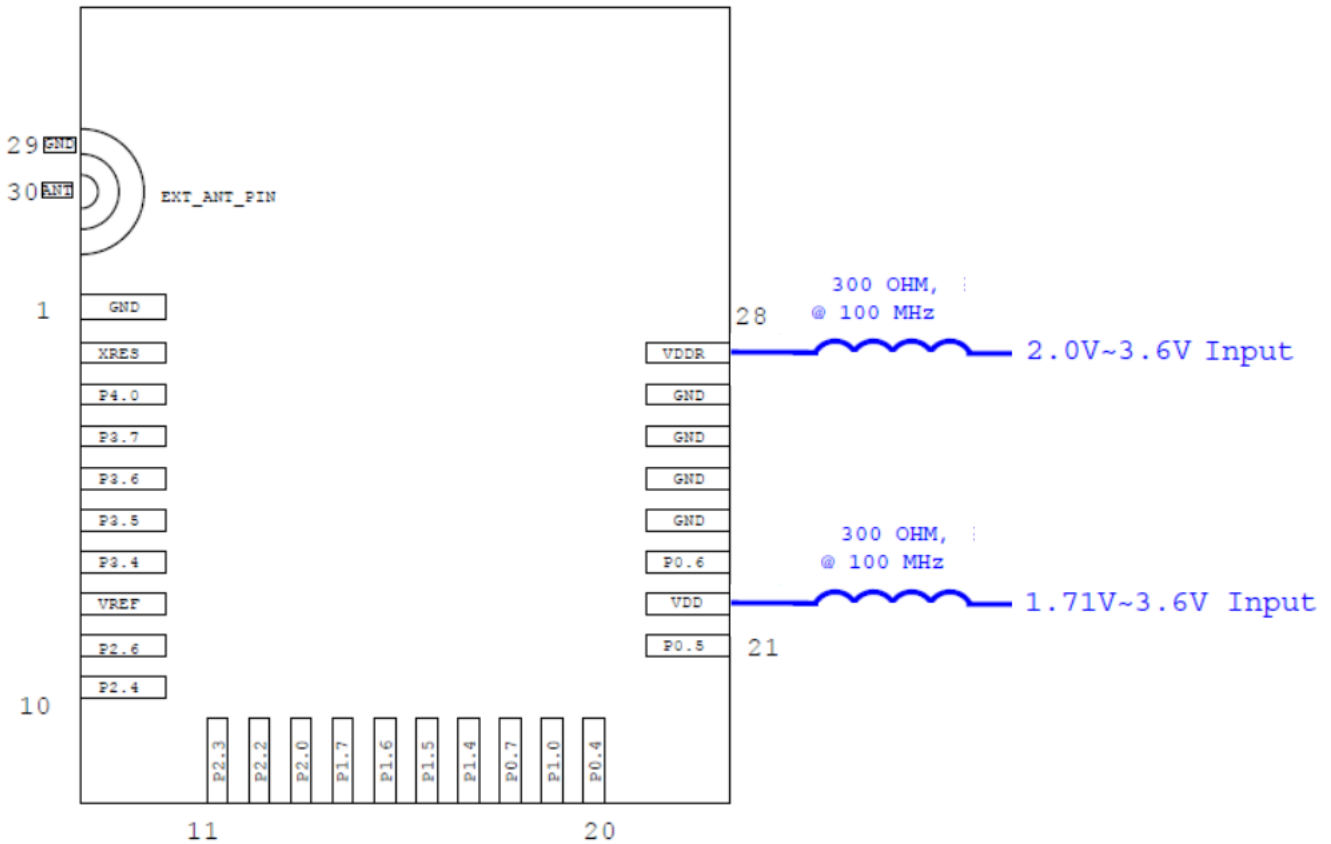 29 GND
30 ANT
EXT_ANT_PIN
1 GND
XRES
P4.0
P3.7
P3.6
P3.5
P3.4
VREF
P2.6
P2.4
10
P2.3
P2.2
P2.0
P1.7
P1.6
P1.5
P1.4
P0.7
P1.0
P0.4
11
20
28
VDDR
GND
GND
GND
GND
P0.6
VDD
P0.5
21
300 OHM,
@ 100 MHz
2.0V~3.6V Input
300 OHM,
@ 100 MHz
1.71V~3.6V Input